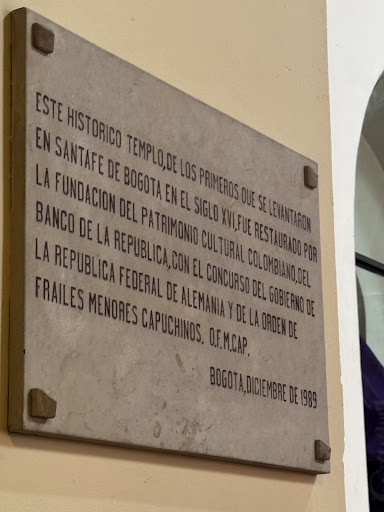 ESTE HISTORICO TEMPLO,DE LOS PRIMEROS QUE SE LEVANTARON
EN SANTAFE DE BOGOTA EN EL SIGLO XVI,FUE RESTAURADO POR
LA FUNDACION DEL PATRIMONIO CULTURAL COLOMBIANO,DEL
BANCO DE LA REPUBLICA,CON EL CONCURSO DEL GOBIERNO DE
LA REPUBLICA FEDERAL DE ALEMANIA Y DE LA ORDEN DE
FRAILES MENORES CAPUCHINOS, O.F.M.CAP.
BOGOTA,DICIEMBRE DE 1989